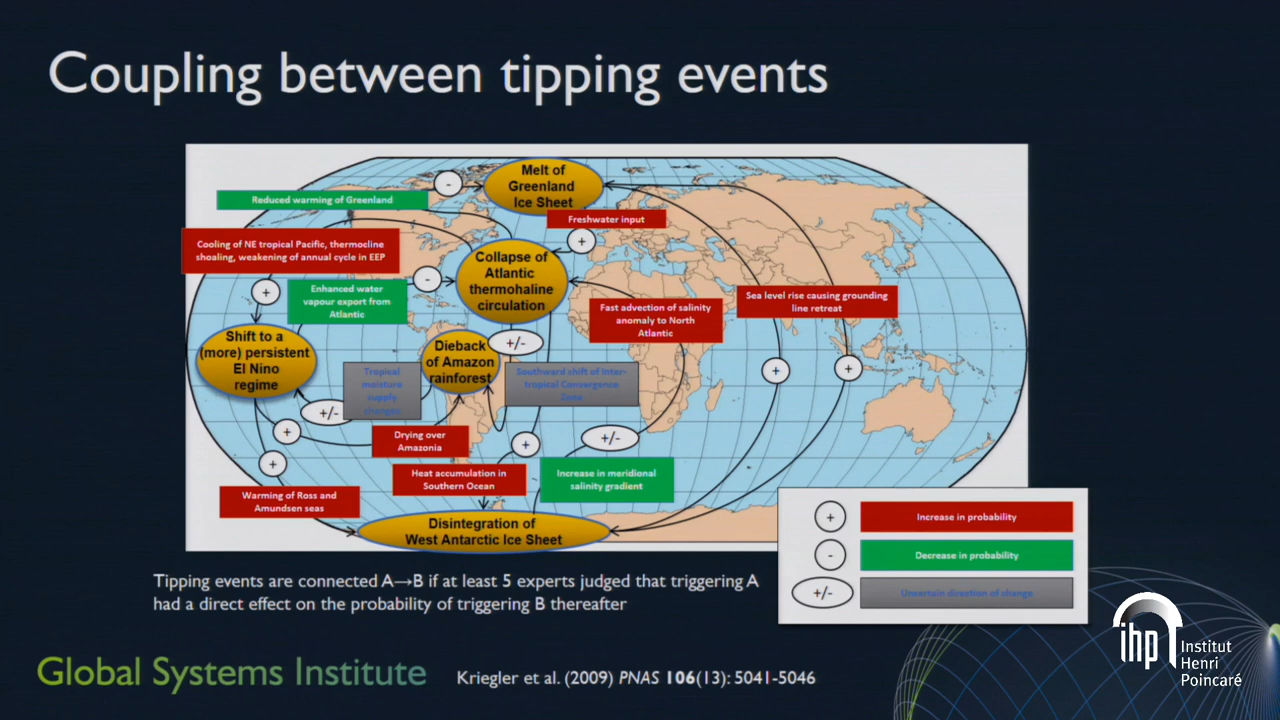 Coupling between tipping events
Melt of
Greenland
Ice Sheet
-
Reduced warming of Greenland
Freshwater input
+
Cooling of NE tropical Pacific, thermocline
shoaling, weakening of annual cycle in EEP
Collapse of
Atlantic
thermohaline
circulation
-
+
Enhanced water
vapour export from
Atlantic
Fast advection of salinity
anomaly to North
Atlantic
Sea level rise causing grounding
line retreat
Shift to a
(more) persistent
El Nino
regime
Dieback
of Amazon
rainforest
+/-
Tropical
moisture
supply
changes
Southward shift of Inter-
tropical Convergence
Zone
+
+
+/-
+
Drying over
Amazonia
+
+/-
+
Heat accumulation in
Southern Ocean
Increase in meridional
salinity gradient
Warming of Ross and
Amundsen seas
Disintegration of
West Antarctic Ice Sheet
+
Increase in probability
-
Decrease in probability
+/-
Uncertain direction of change
Tipping events are connected A→B if at least 5 experts judged that triggering A
had a direct effect on the probability of triggering B thereafter
Global Systems Institute
Kriegler et al. (2009) PNAS 106(13): 5041-5046
ihp
Institut
Henri
Poincaré